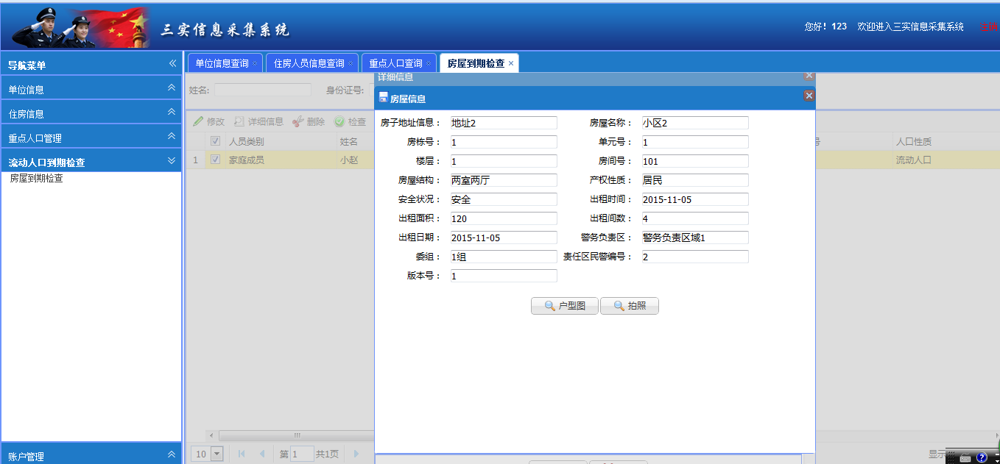 三实信息采集系统
您好！123 欢迎进入三实信息采集系统
导航菜单
单位信息
住房信息
重点人口管理
流动人口到期检查
房屋到期检查
账户管理
单位信息查询 住房人员信息查询 重点人口查询 房屋到期检查
姓名: 身份证号:
修改 详细信息 删除 检查
人员类别 姓名 号 人口性质
1 家庭成员 小赵 流动人口
详细信息
房屋信息
房子地址信息： 地址2 房屋名称： 小区2
房栋号： 1 单元号： 1
楼层： 1 房间号： 101
房屋结构： 两室两厅 产权性质： 居民
安全状况： 安全 出租时间： 2015-11-05
出租面积： 120 出租间数： 4
出租日期： 2015-11-05 警务负责区： 警务负责区域1
委组： 1组 责任区民警编号： 2
版本号： 1
户型图 拍照
10 第 1 共1页 显示